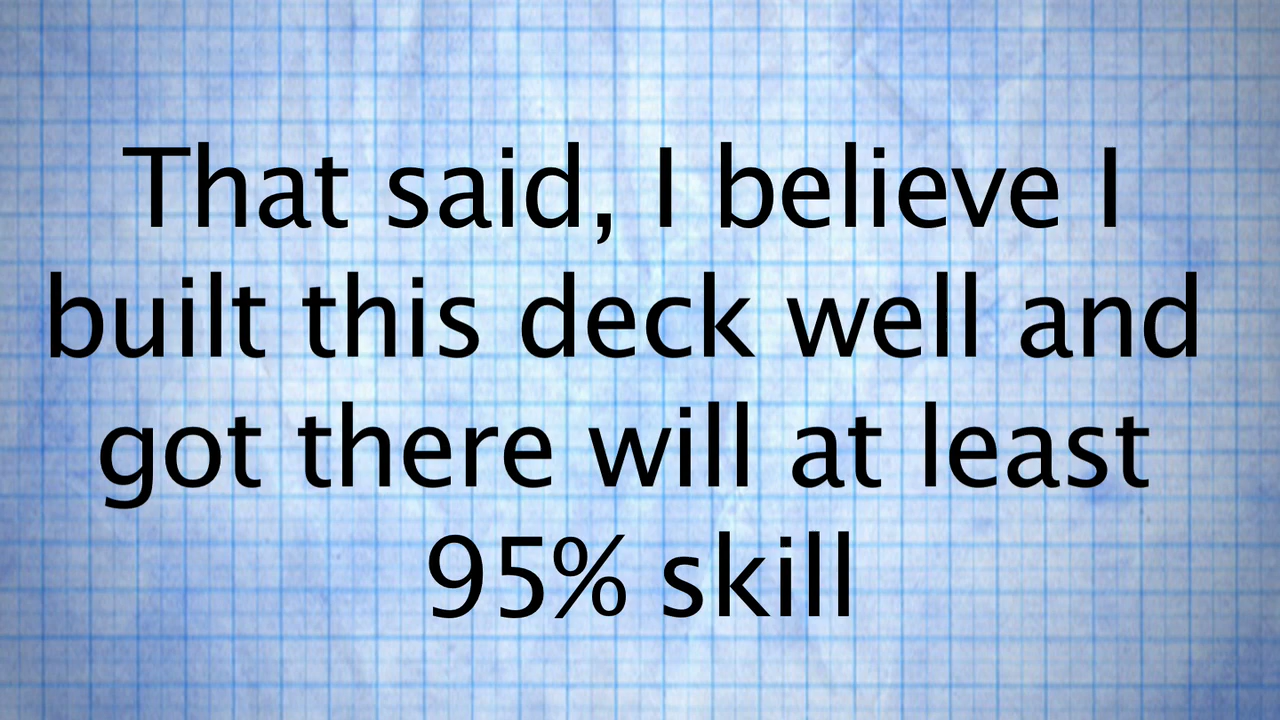 That said, I believe I
built this deck well and
got there will at least
95% skill